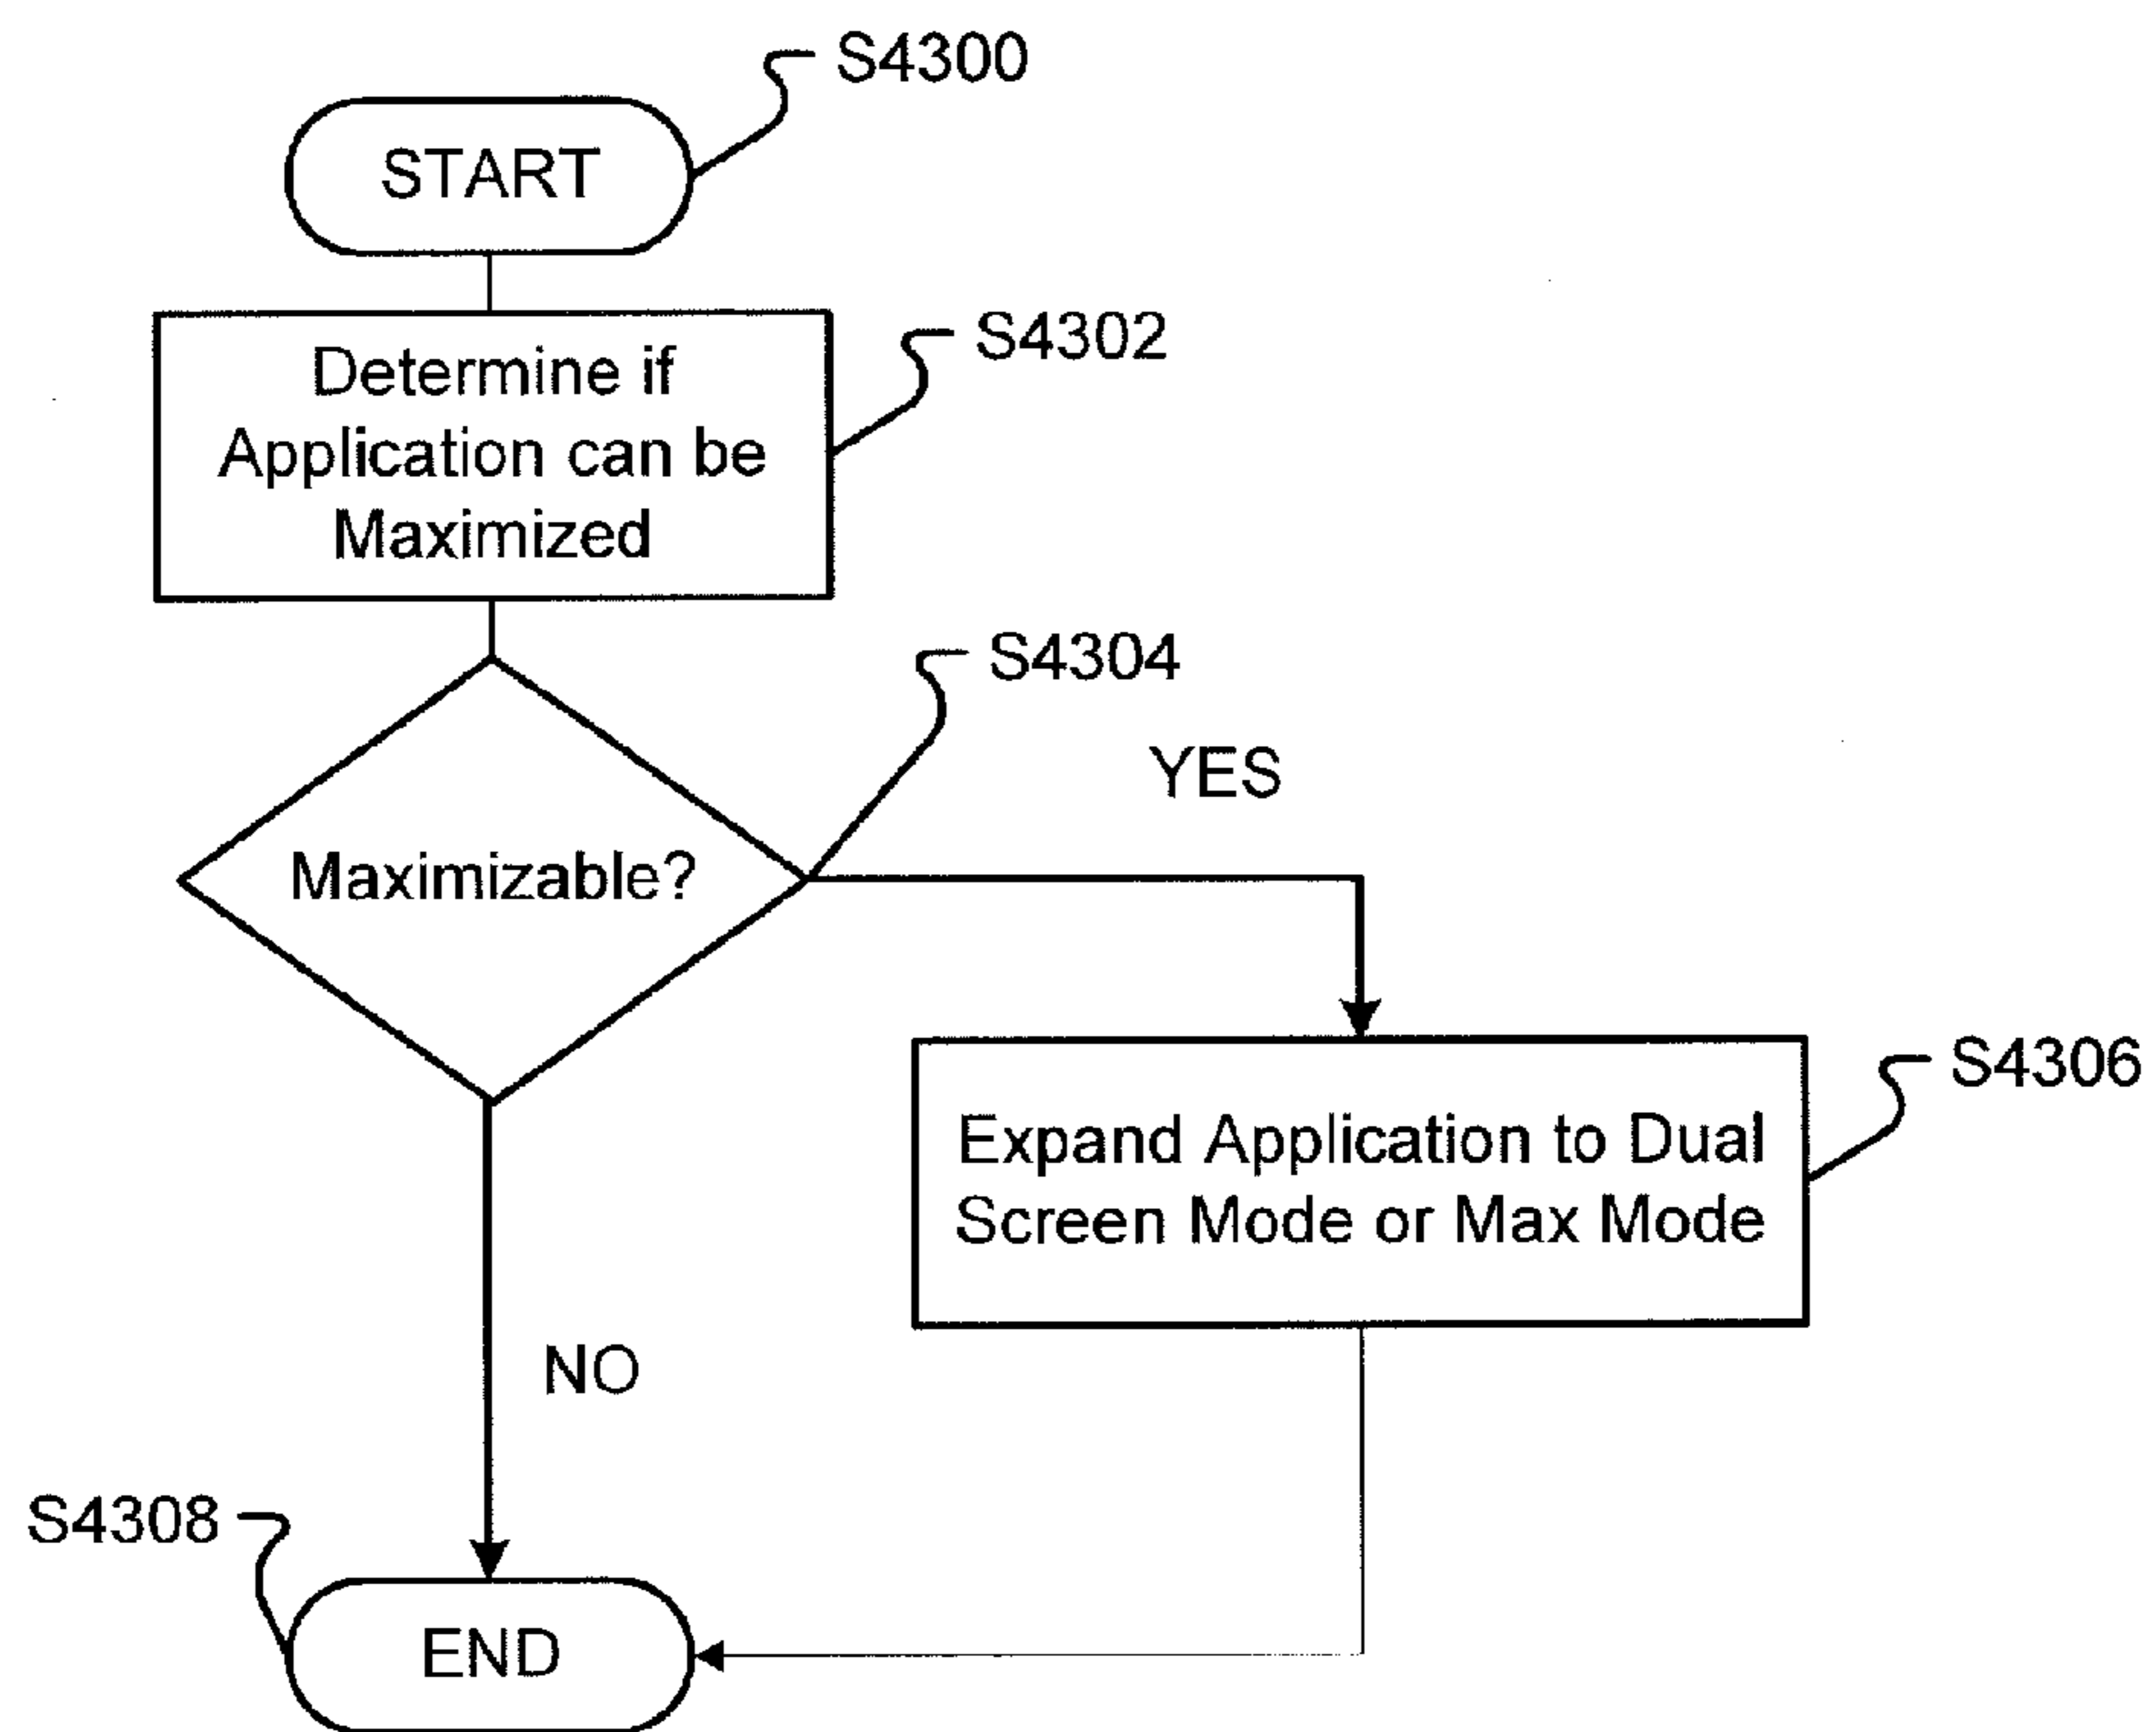 S4300
START
S4302
Determine if
Application can be
Maximized
S4304
YES
Maximizable?
S4306
Expand Application to Dual
Screen Mode or Max Mode
NO
S4308
END